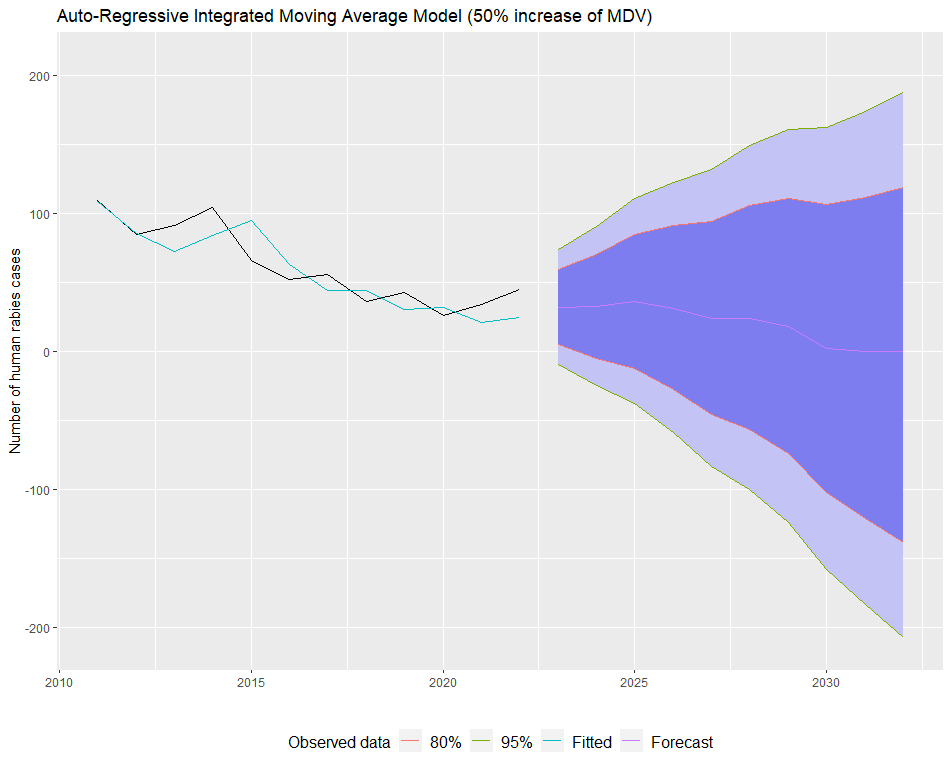 Auto-Regressive Integrated Moving Average Model (50% increase of MDV)
Number of human rabies cases
200
100
0
-100
-200
2010 2015 2020 2025 2030
Observed data 80% 95% Fitted Forecast